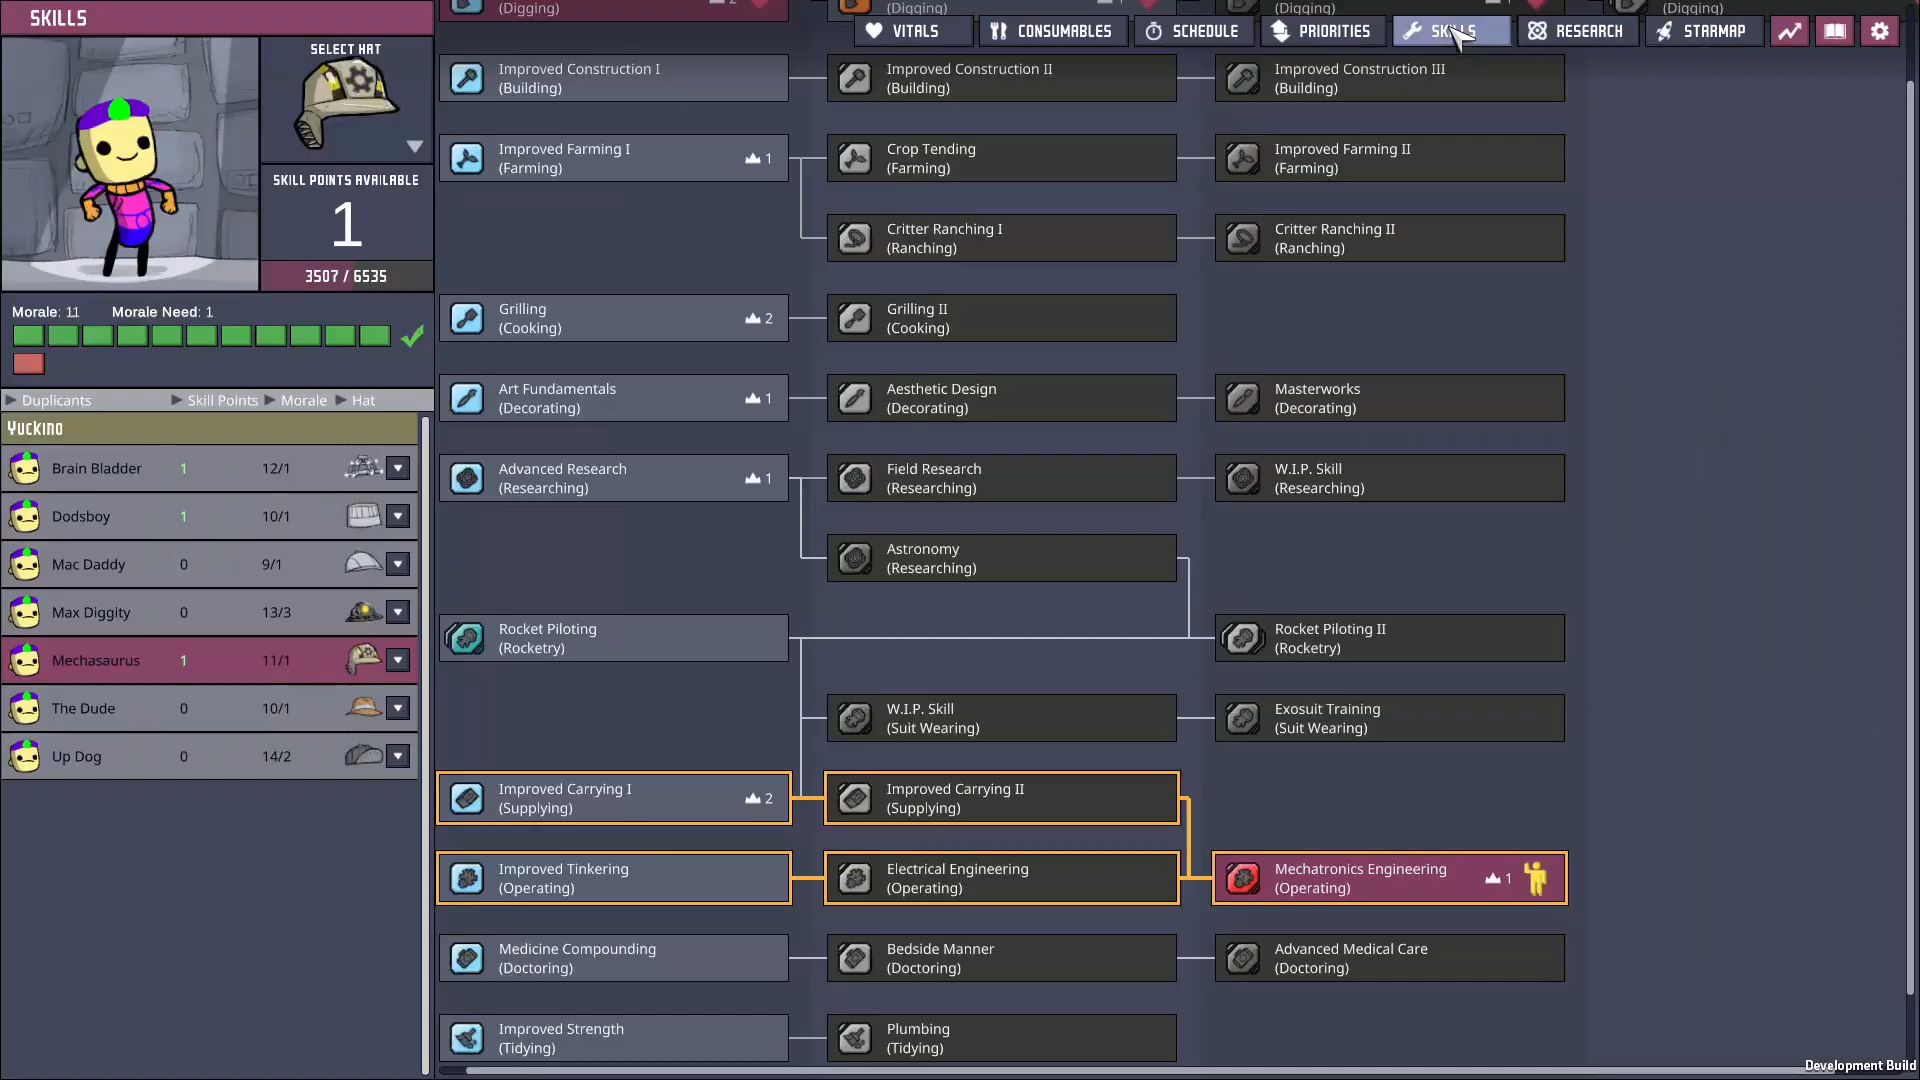 SKILLS
(Digging)
2
(Digging)
1
(Digging)
1
(Digging)
VITALS
CONSUMABLES
SCHEDULE
PRIORITIES
SKILLS
RESEARCH
STARMAP
SELECT HAT
SKILL POINTS AVAILABLE
1
3507 / 6535
Morale: 11
Morale Need: 1
Duplicants
Skill Points
Morale
Hat
Yuckino
Brain Bladder 1 12/1
Dodsboy 1 10/1
Mac Daddy 0 9/1
Max Diggity 0 13/3
Mechasaurus 1 11/1
The Dude 0 10/1
Up Dog 0 14/2
Improved Construction I
(Building)
Improved Construction II
(Building)
Improved Construction III
(Building)
Improved Farming I
(Farming)
1
Crop Tending
(Farming)
Improved Farming II
(Farming)
Critter Ranching I
(Ranching)
Critter Ranching II
(Ranching)
Grilling
(Cooking)
2
Grilling II
(Cooking)
Art Fundamentals
(Decorating)
1
Aesthetic Design
(Decorating)
Masterworks
(Decorating)
Advanced Research
(Researching)
1
Field Research
(Researching)
W.I.P. Skill
(Researching)
Astronomy
(Researching)
Rocket Piloting
(Rocketry)
Rocket Piloting II
(Rocketry)
W.I.P. Skill
(Suit Wearing)
Exosuit Training
(Suit Wearing)
Improved Carrying I
(Supplying)
2
Improved Carrying II
(Supplying)
Improved Tinkering
(Operating)
Electrical Engineering
(Operating)
Mechatronics Engineering
(Operating)
1
Medicine Compounding
(Doctoring)
Bedside Manner
(Doctoring)
Advanced Medical Care
(Doctoring)
Improved Strength
(Tidying)
Plumbing
(Tidying)
Development Build